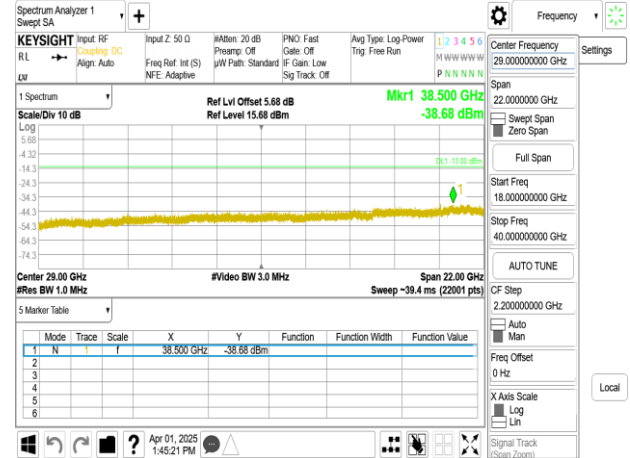 Spectrum Analyzer 1
Swept SA
Frequency
KEYSIGHT
RL
Input: RF
Coupling: DC
Align: Auto
Input Z: 50 Ω
Freq Ref: Int (S)
NFE: Adaptive
#Atten: 20 dB
Preamp: Off
µW Path: Standard
PNO: Fast
Gate: Off
IF Gain: Low
Sig Track: Off
Avg Type: Log-Power
Trig: Free Run
1 2 3 4 5 6
M W W W W W
P N N N N N
1 Spectrum
Scale/Div 10 dB
Ref Lvl Offset 5.68 dB
Ref Level 15.68 dBm
Mkr1 38.500 GHz
-38.68 dBm
Log
5.68
-4.32
-14.3
-24.3
-34.3
-44.3
-54.3
-64.3
-74.3
DL1 -13.00 dBm
1
Center 29.00 GHz
#Res BW 1.0 MHz
#Video BW 3.0 MHz
Span 22.00 GHz
Sweep ~39.4 ms (22001 pts)
5 Marker Table
Mode Trace Scale X Y Function Function Width Function Value
1 N 1 f 38.500 GHz -38.68 dBm
2
3
4
5
6
Apr 01, 2025
1:45:21 PM
Center Frequency
29.000000000 GHz
Span
22.0000000 GHz
Swept Span
Zero Span
Full Span
Start Freq
18.000000000 GHz
Stop Freq
40.000000000 GHz
AUTO TUNE
CF Step
2.200000000 GHz
Auto
Man
Freq Offset
0 Hz
X Axis Scale
Log
Lin
Signal Track
(Span Zoom)
Settings
Local